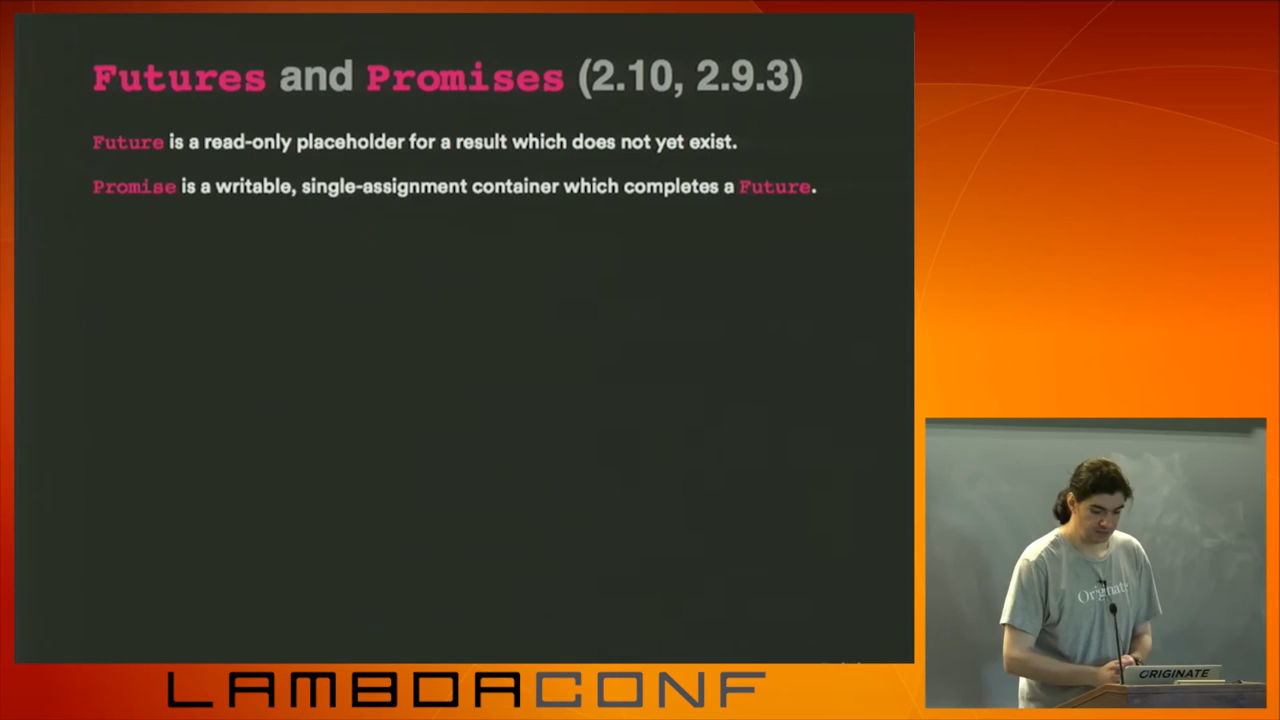 Futures and Promises (2.10, 2.9.3)
Future is a read-only placeholder for a result which does not yet exist.
Promise is a writable, single-assignment container which completes a Future.
Originate
ORIGINATE
LAMBDACONF